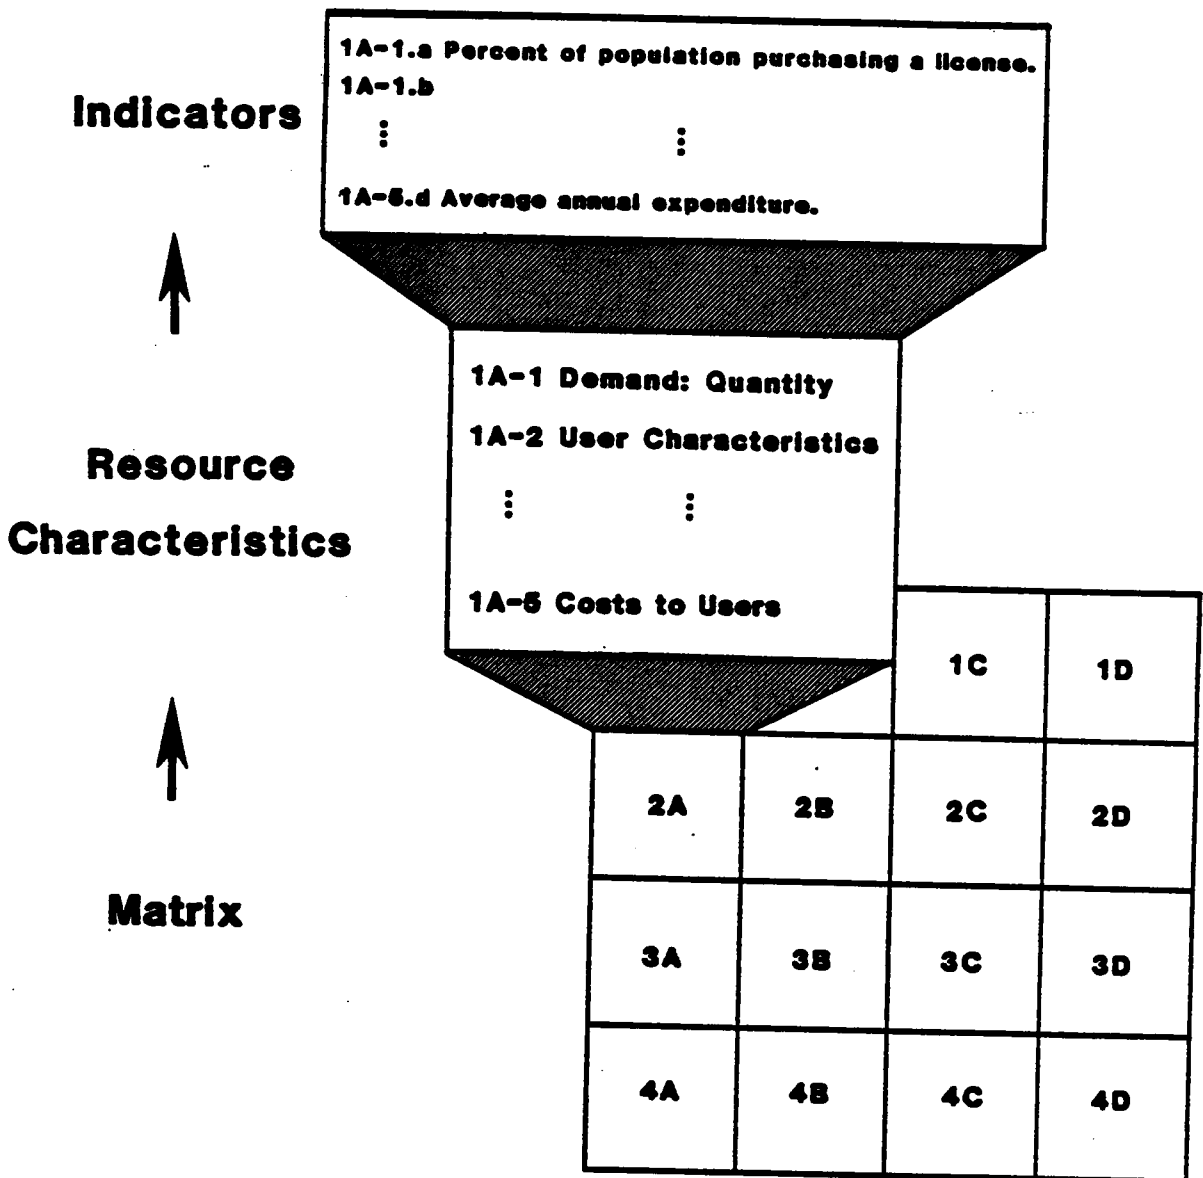 1A-1.a Percent of population purchasing a license.
1A-1.b
Indicators
⋮ ⋮
1A-5.d Average annual expenditure.
1A-1 Demand: Quantity
1A-2 User Characteristics
⋮ ⋮
Resource
Characteristics
1A-5 Costs to Users
1C 1D
2A 2B 2C 2D
Matrix
3A 3B 3C 3D
4A 4B 4C 4D